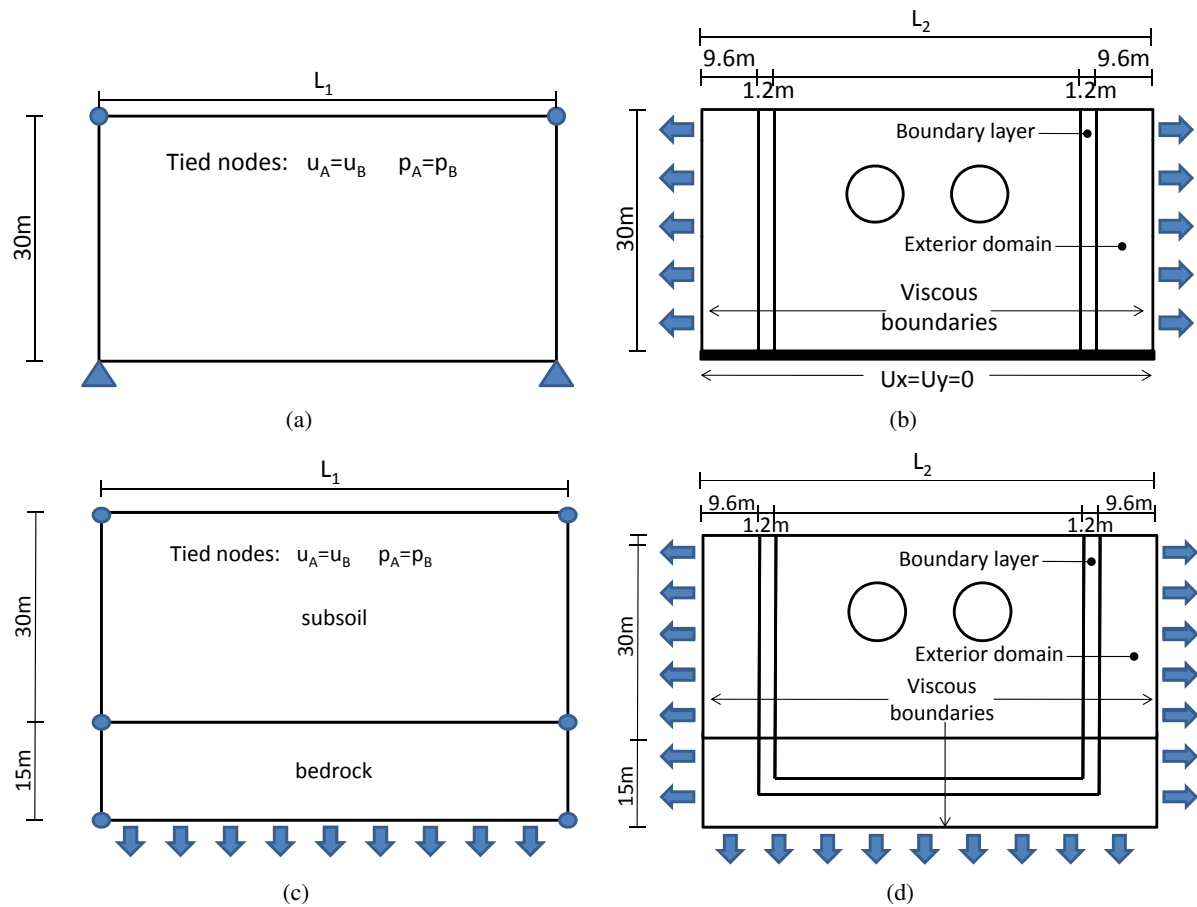 L1
30m
Tied nodes: uA=uB pA=pB
(a)
L2
9.6m
9.6m
1.2m
1.2m
30m
Boundary layer
Exterior domain
Viscous
boundaries
Ux=Uy=0
(b)
L1
30m
15m
Tied nodes: uA=uB pA=pB
subsoil
bedrock
(c)
L2
9.6m
9.6m
1.2m
1.2m
30m
15m
Boundary layer
Exterior domain
Viscous
boundaries
(d)